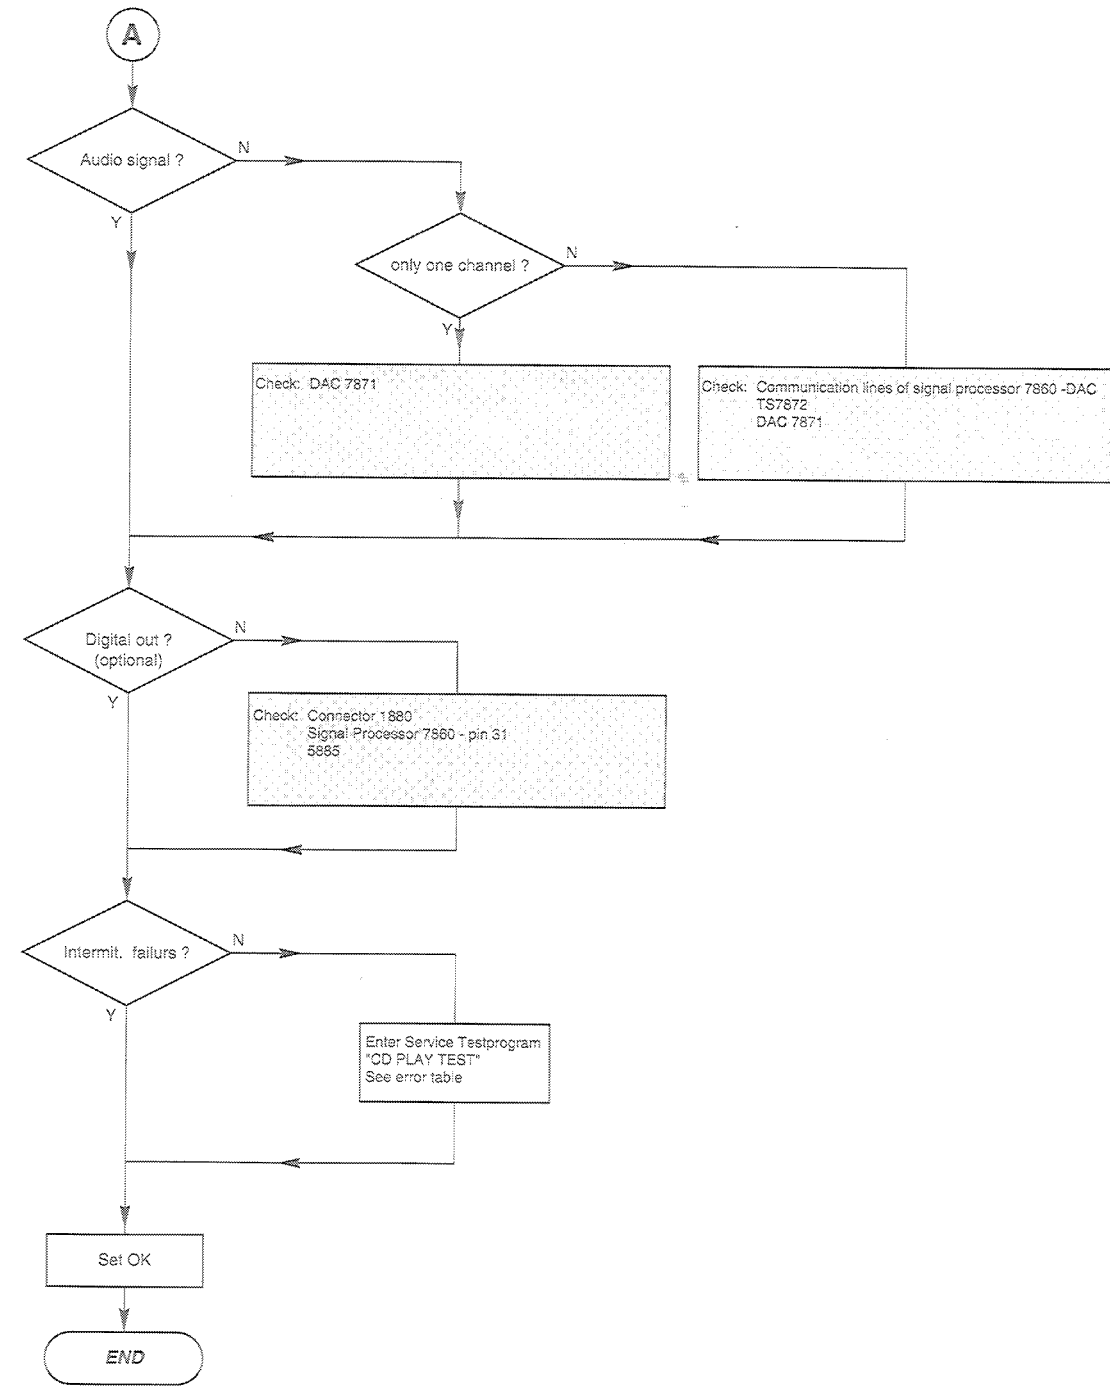 A
Audio signal ?
N
Y
only one channel ?
N
Y
Check: DAC 7871
Check: Communication lines of signal processor 7860 -DAC
TS7872
DAC 7871
Digital out ?
(optional)
N
Y
Check: Connector 1880
Signal Processor 7860 - pin 31
5885
Intermit. failurs ?
N
Y
Enter Service Testprogram
"CD PLAY TEST"
See error table
Set OK
END